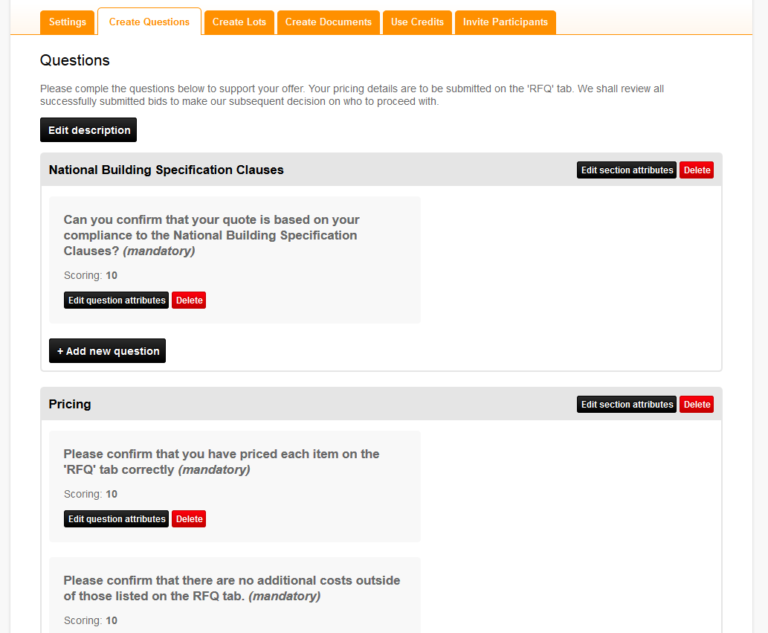 Settings
Create Questions
Create Lots
Create Documents
Use Credits
Invite Participants
Questions
Please comple the questions below to support your offer. Your pricing details are to be submitted on the 'RFQ' tab. We shall review all
successfully submitted bids to make our subsequent decision on who to proceed with.
Edit description
National Building Specification Clauses
Edit section attributes
Delete
Can you confirm that your quote is based on your
compliance to the National Building Specification
Clauses? (mandatory)
Scoring: 10
Edit question attributes
Delete
+ Add new question
Pricing
Edit section attributes
Delete
Please confirm that you have priced each item on the
'RFQ' tab correctly (mandatory)
Scoring: 10
Edit question attributes
Delete
Please confirm that there are no additional costs outside
of those listed on the RFQ tab. (mandatory)
Scoring: 10